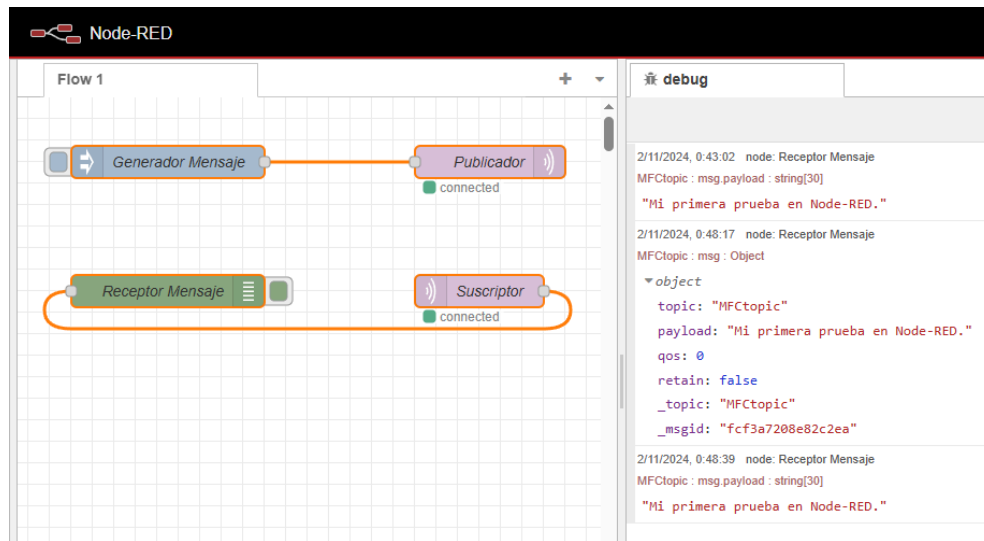 Node-RED
Flow 1
Generador Mensaje
Publicador
connected
Receptor Mensaje
Suscriptor
connected
debug
2/11/2024, 0:43:02 node: Receptor Mensaje
MFCtopic : msg.payload : string[30]
"Mi primera prueba en Node-RED."
2/11/2024, 0:48:17 node: Receptor Mensaje
MFCtopic : msg : Object
object
topic: "MFCtopic"
payload: "Mi primera prueba en Node-RED."
qos: 0
retain: false
_topic: "MFCtopic"
_msgid: "fcf3a7208e82c2ea"
2/11/2024, 0:48:39 node: Receptor Mensaje
MFCtopic : msg.payload : string[30]
"Mi primera prueba en Node-RED."